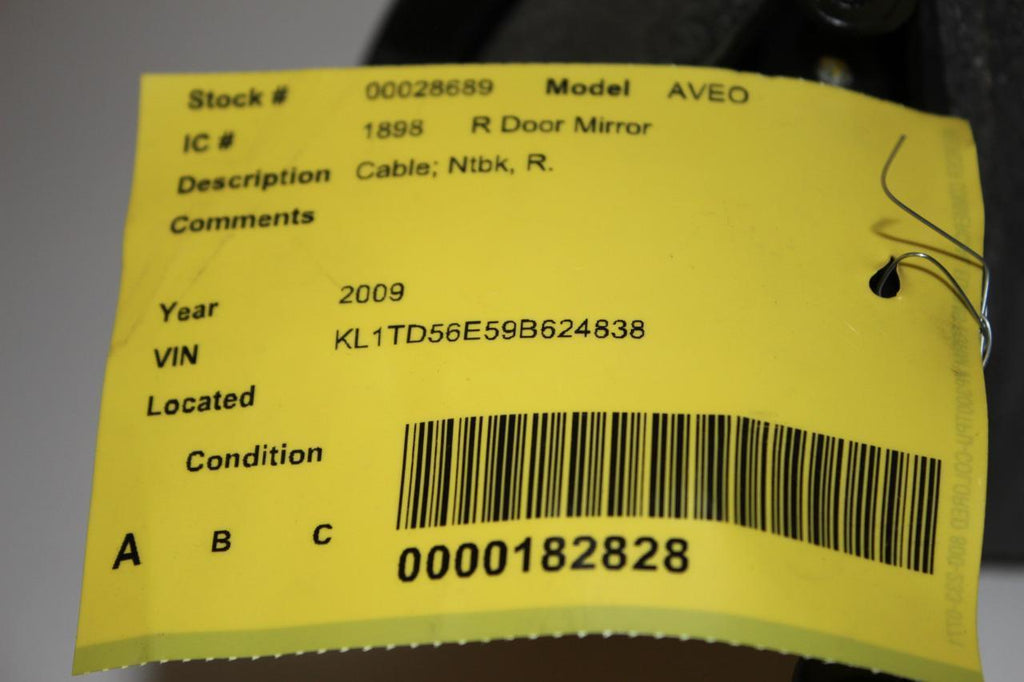 Stock # 00028689 Model AVEO
IC # 1898 R Door Mirror
Description Cable; Ntbk, R.
Comments
Year 2009
VIN KL1TD56E59B624838
Located
Condition
A B C
0000182828